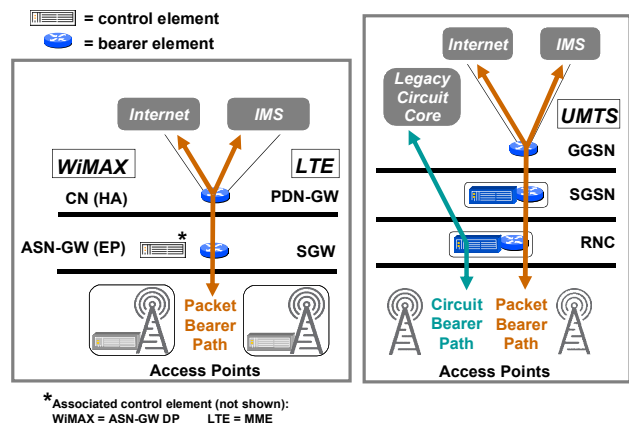 = control element
= bearer element
Internet
IMS
WiMAX
LTE
CN (HA)
PDN-GW
*
ASN-GW (EP)
SGW
Packet
Bearer
Path
Access Points
*Associated control element (not shown):
WiMAX = ASN-GW DP LTE = MME
Internet
IMS
Legacy
Circuit
Core
UMTS
GGSN
SGSN
RNC
Circuit
Bearer
Path
Packet
Bearer
Path
Access Points